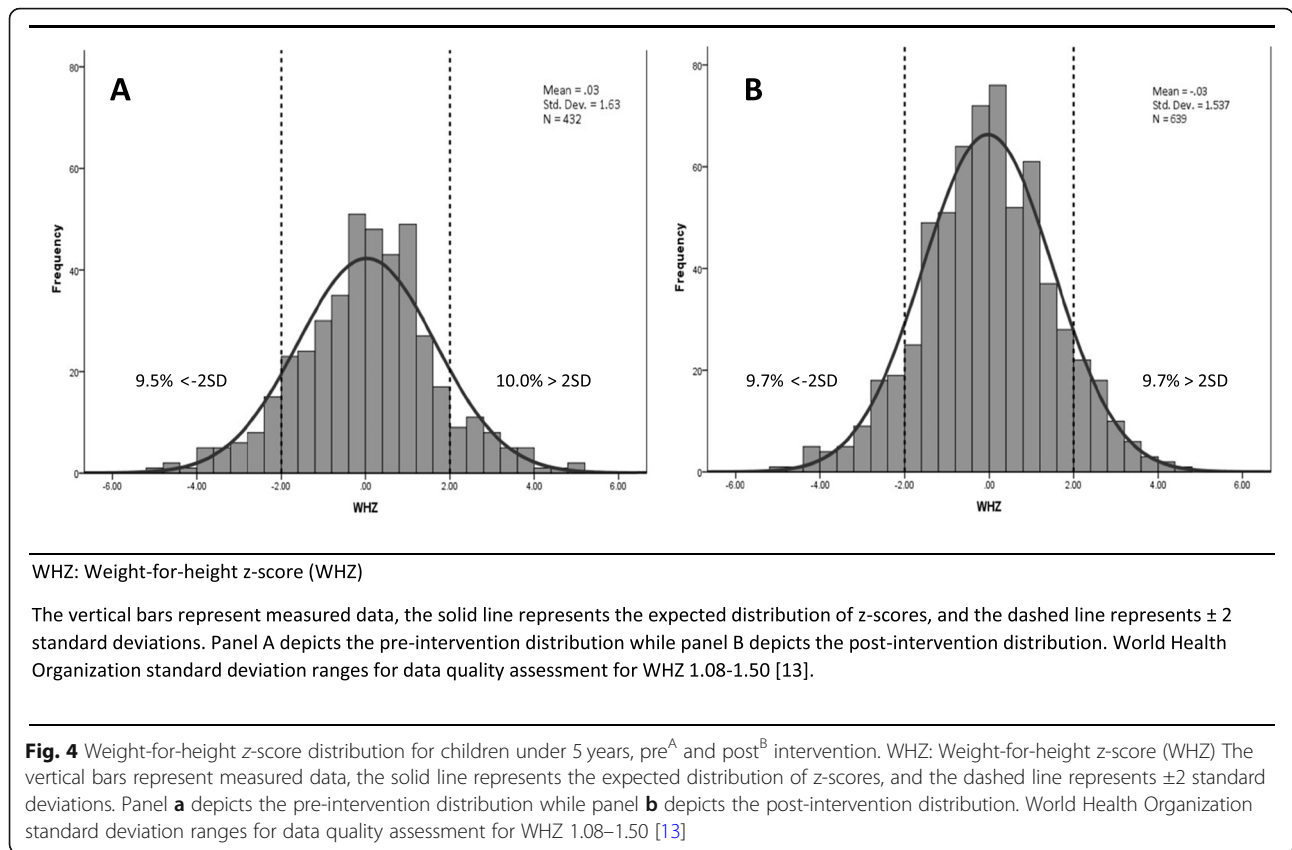 A
Mean = .03
Std. Dev. = 1.63
N = 432
80
60
40
20
0
Frequency
9.5% <-2SD
10.0% > 2SD
-6.00
-4.00
-2.00
.00
2.00
4.00
6.00
WHZ
B
Mean = -.03
Std. Dev. = 1.537
N = 639
80
60
40
20
0
Frequency
9.7% <-2SD
9.7% > 2SD
-6.00
-4.00
-2.00
.00
2.00
4.00
6.00
WHZ
WHZ: Weight-for-height z-score (WHZ)
The vertical bars represent measured data, the solid line represents the expected distribution of z-scores, and the dashed line represents ± 2
standard deviations. Panel A depicts the pre-intervention distribution while panel B depicts the post-intervention distribution. World Health
Organization standard deviation ranges for data quality assessment for WHZ 1.08-1.50 [13].
Fig. 4 Weight-for-height z-score distribution for children under 5 years, preA and postB intervention. WHZ: Weight-for-height z-score (WHZ) The
vertical bars represent measured data, the solid line represents the expected distribution of z-scores, and the dashed line represents ±2 standard
deviations. Panel a depicts the pre-intervention distribution while panel b depicts the post-intervention distribution. World Health Organization
standard deviation ranges for data quality assessment for WHZ 1.08–1.50 [13]